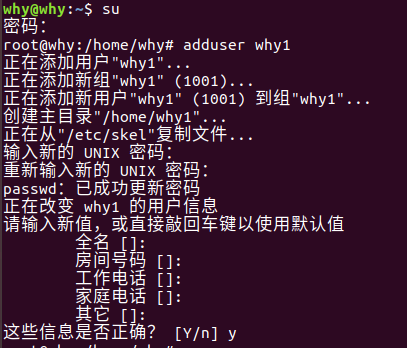 why@why:~$ su
密码：
root@why:/home/why# adduser why1
正在添加用户"why1"...
正在添加新组"why1" (1001)...
正在添加新用户"why1" (1001) 到组"why1"...
创建主目录"/home/why1"...
正在从"/etc/skel"复制文件...
输入新的 UNIX 密码：
重新输入新的 UNIX 密码：
passwd：已成功更新密码
正在改变 why1 的用户信息
请输入新值，或直接敲回车键以使用默认值
全名 []:
房间号码 []:
工作电话 []:
家庭电话 []:
其它 []:
这些信息是否正确？ [Y/n] y